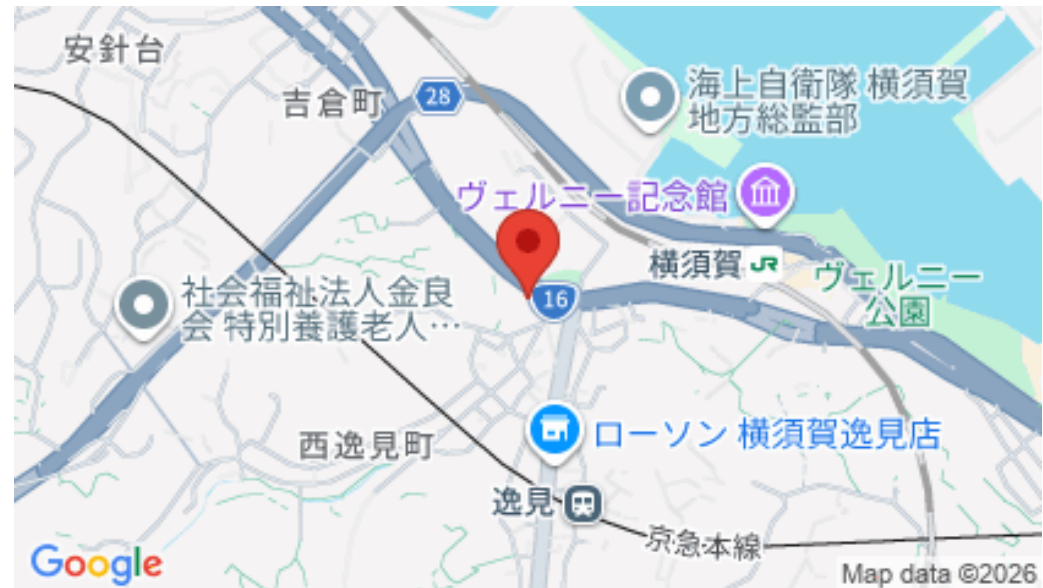 安針台
吉倉町
28
海上自衛隊 横須賀
地方総監部
ヴェルニー記念館
横須賀 JR
ヴェルニー
公園
社会福祉法人金良
会 特別養護老人…
16
西逸見町
ローソン 横須賀逸見店
逸見
京急本線
Google
Map data ©2026